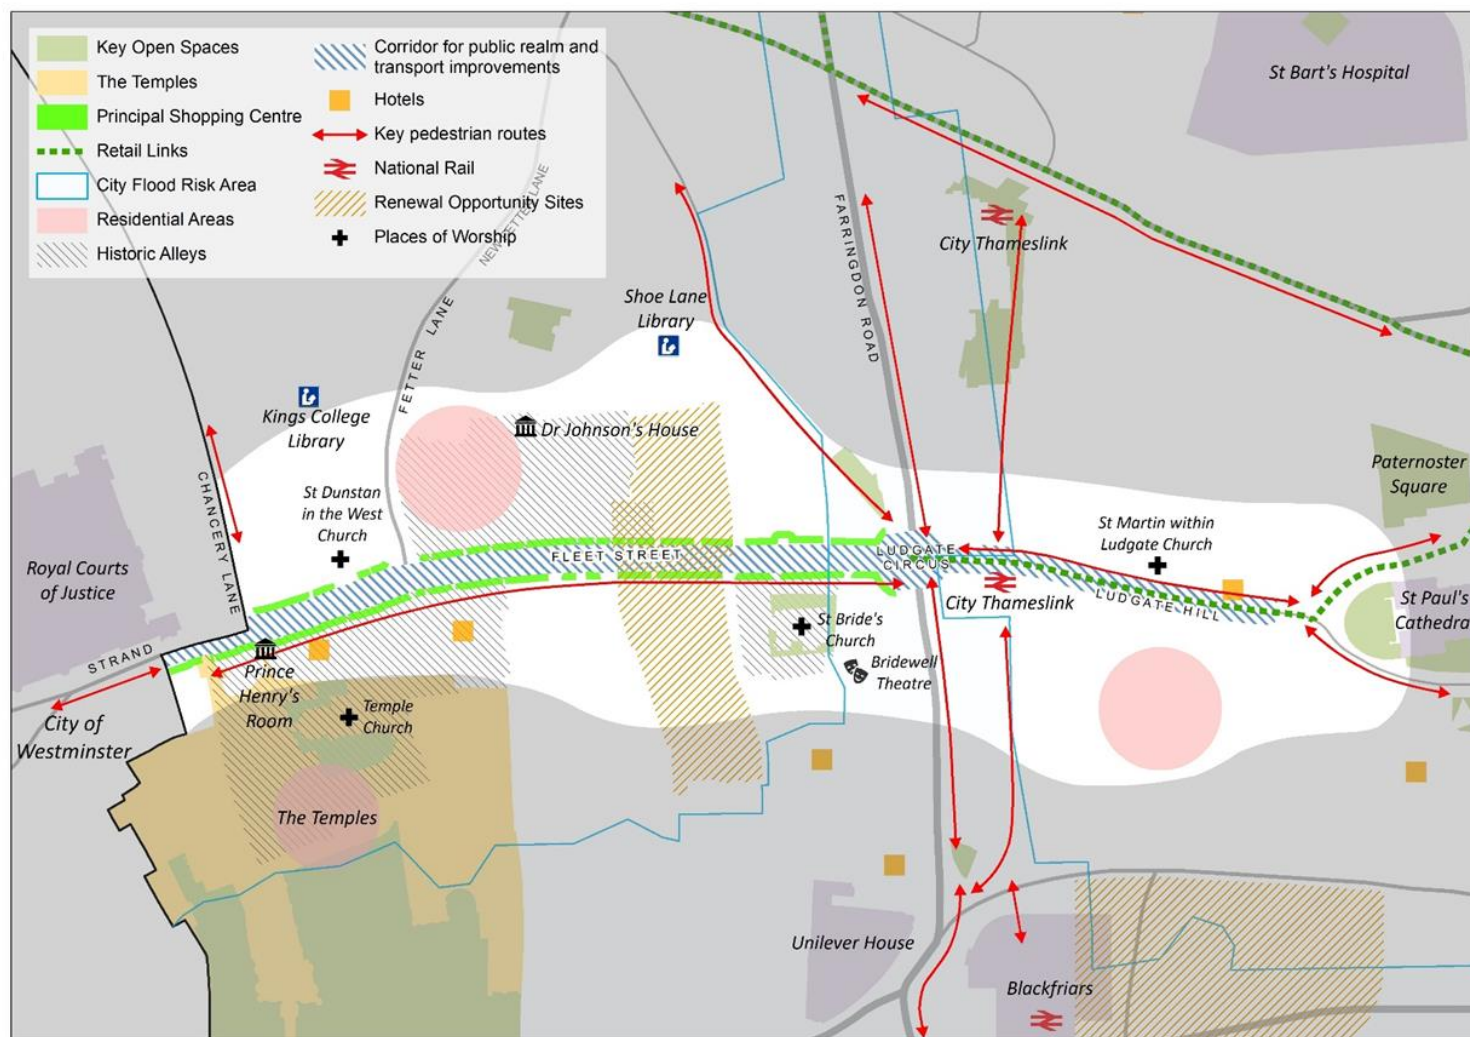 Key Open Spaces
The Temples
Principal Shopping Centre
Retail Links
City Flood Risk Area
Residential Areas
Historic Alleys
Corridor for public realm and
transport improvements
Hotels
Key pedestrian routes
National Rail
Renewal Opportunity Sites
Places of Worship
St Bart's Hospital
NEW FETTER LANE
FETTER LANE
FARRINGDON ROAD
City Thameslink
Shoe Lane
Library
Kings College
Library
Dr Johnson's House
CHANCERY LANE
St Dunstan
in the West
Church
Paternoster
Square
St Martin within
Ludgate Church
Royal Courts
of Justice
FLEET STREET
LUDGATE
CIRCUS
City Thameslink
LUDGATE HILL
St Paul's
Cathedra
STRAND
St Bride's
Church
Bridewell
Theatre
Prince
Henry's
Room
Temple
Church
City of
Westminster
The Temples
Unilever House
Blackfriars